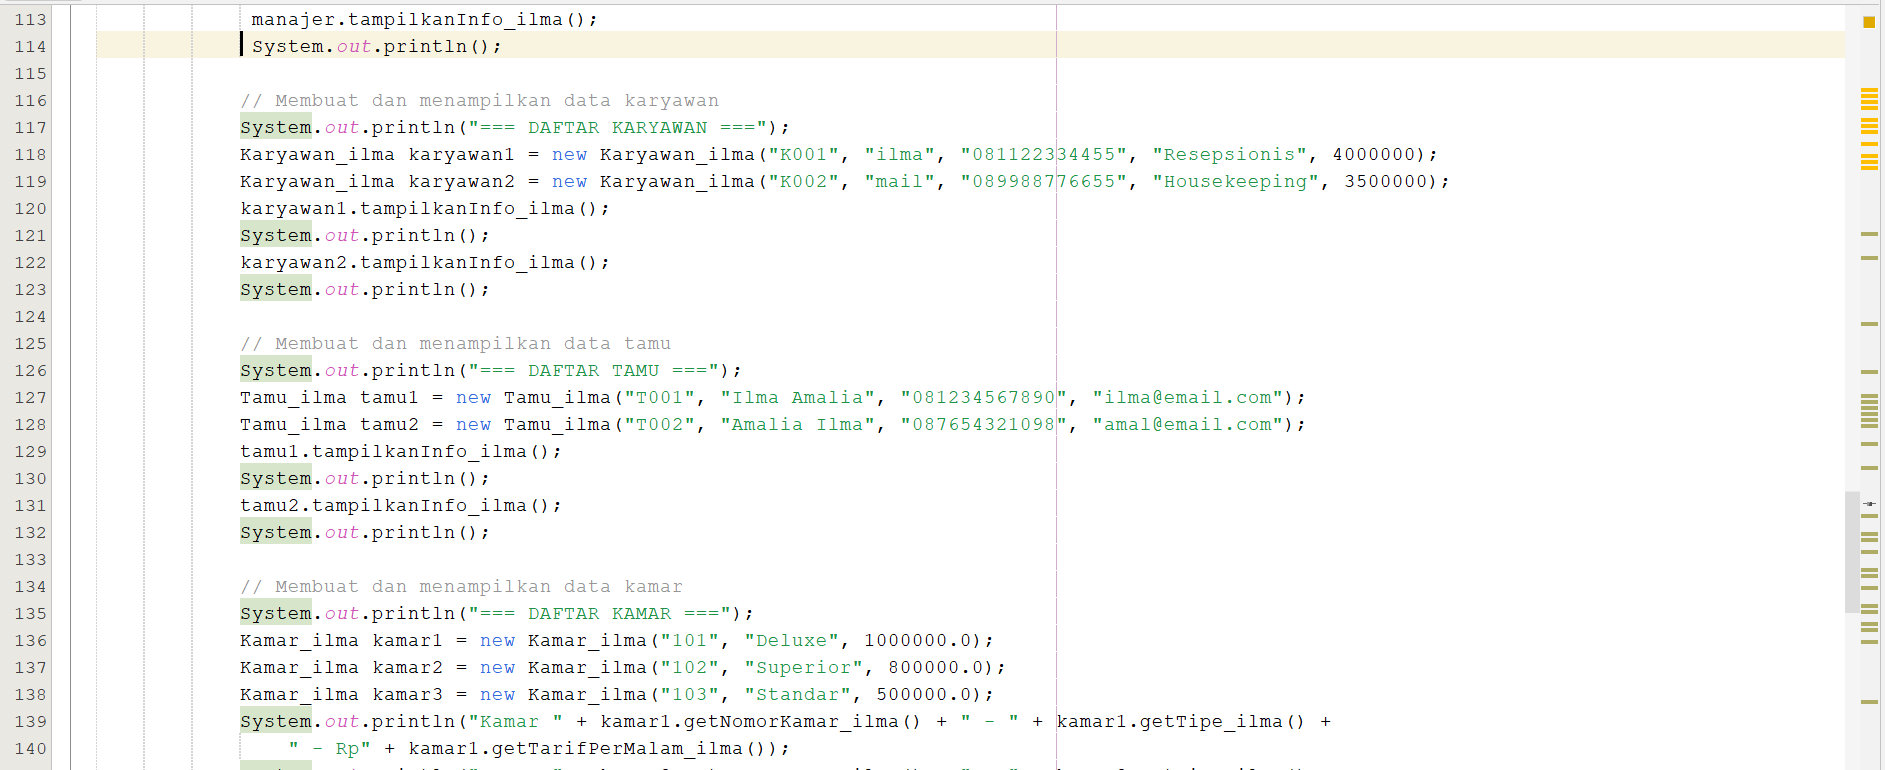 113 manajer.tampilkanInfo_ilma();
114 System.out.println();
115
116 // Membuat dan menampilkan data karyawan
117 System.out.println("=== DAFTAR KARYAWAN ===");
118 Karyawan_ilma karyawan1 = new Karyawan_ilma("K001", "ilma", "081122334455", "Resepsionis", 4000000);
119 Karyawan_ilma karyawan2 = new Karyawan_ilma("K002", "mail", "089988776655", "Housekeeping", 3500000);
120 karyawan1.tampilkanInfo_ilma();
121 System.out.println();
122 karyawan2.tampilkanInfo_ilma();
123 System.out.println();
124
125 // Membuat dan menampilkan data tamu
126 System.out.println("=== DAFTAR TAMU ===");
127 Tamu_ilma tamu1 = new Tamu_ilma("T001", "Ilma Amalia", "081234567890", "ilma@email.com");
128 Tamu_ilma tamu2 = new Tamu_ilma("T002", "Amalia Ilma", "087654321098", "amal@email.com");
129 tamu1.tampilkanInfo_ilma();
130 System.out.println();
131 tamu2.tampilkanInfo_ilma();
132 System.out.println();
133
134 // Membuat dan menampilkan data kamar
135 System.out.println("=== DAFTAR KAMAR ===");
136 Kamar_ilma kamar1 = new Kamar_ilma("101", "Deluxe", 1000000.0);
137 Kamar_ilma kamar2 = new Kamar_ilma("102", "Superior", 800000.0);
138 Kamar_ilma kamar3 = new Kamar_ilma("103", "Standar", 500000.0);
139 System.out.println("Kamar " + kamar1.getNomorKamar_ilma() + " - " + kamar1.getTipe_ilma() +
140 " - Rp" + kamar1.getTarifPerMalam_ilma());